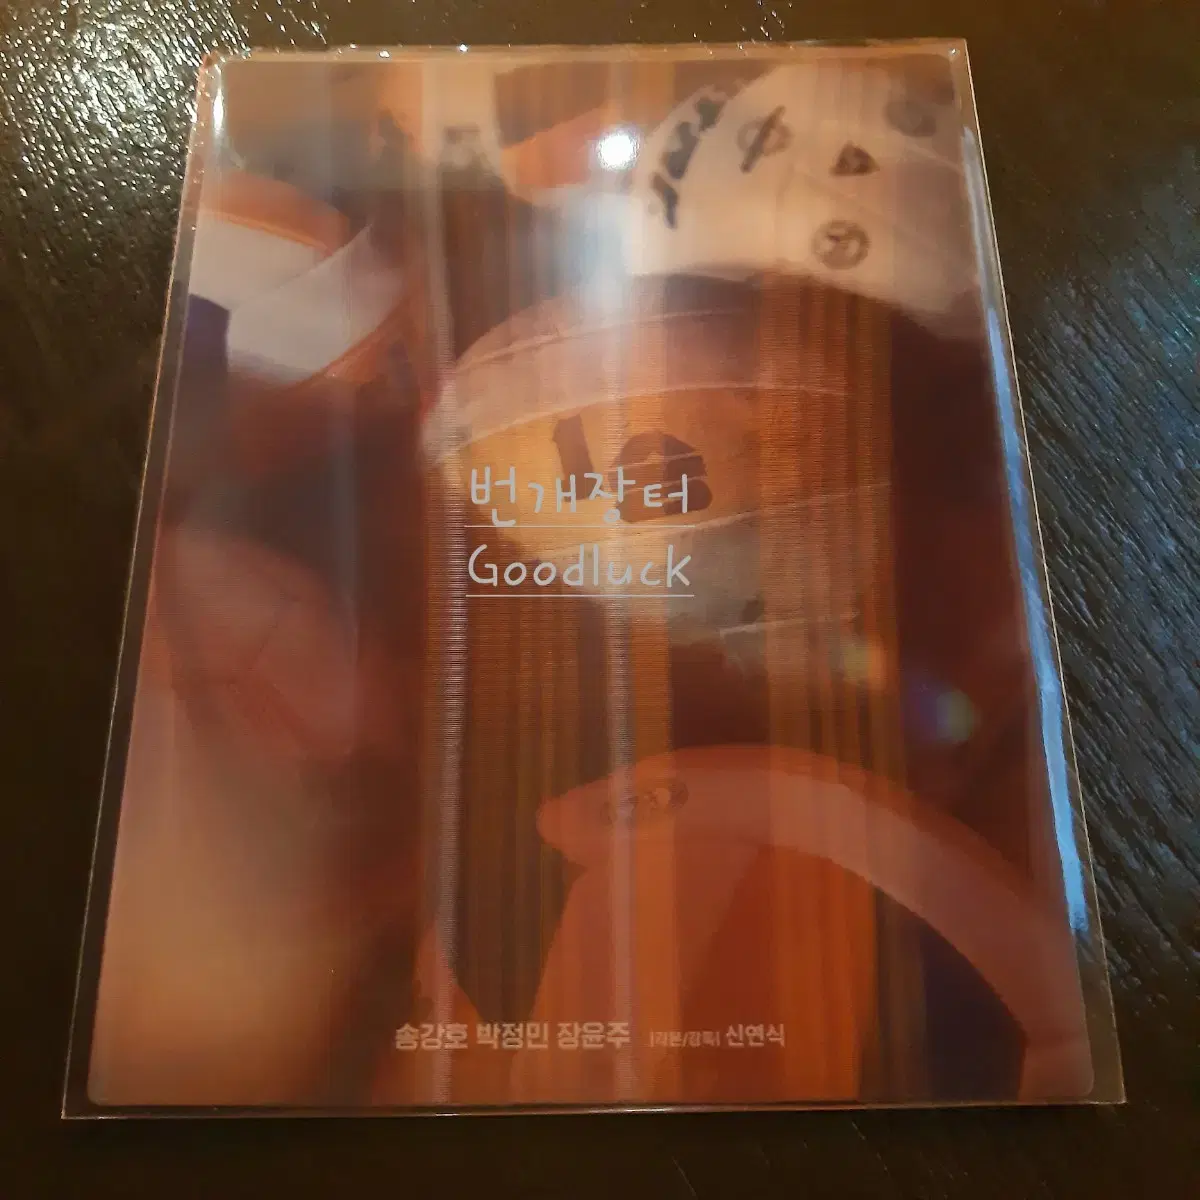 번개장터
Goodluck
송강호 박정민 장윤주 |각본/감독| 신연식